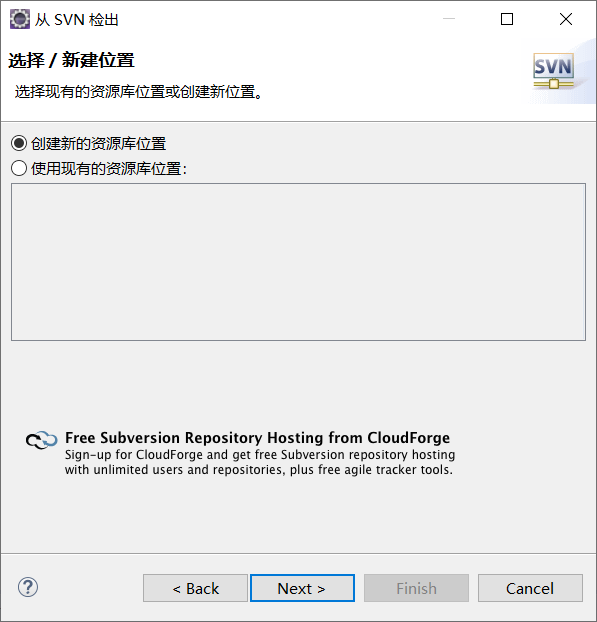 从 SVN 检出
选择 / 新建位置
选择现有的资源库位置或创建新位置。
SVN
创建新的资源库位置
使用现有的资源库位置：
Free Subversion Repository Hosting from CloudForge
Sign-up for CloudForge and get free Subversion repository hosting
with unlimited users and repositories, plus free agile tracker tools.
?
< Back
Next >
Finish
Cancel